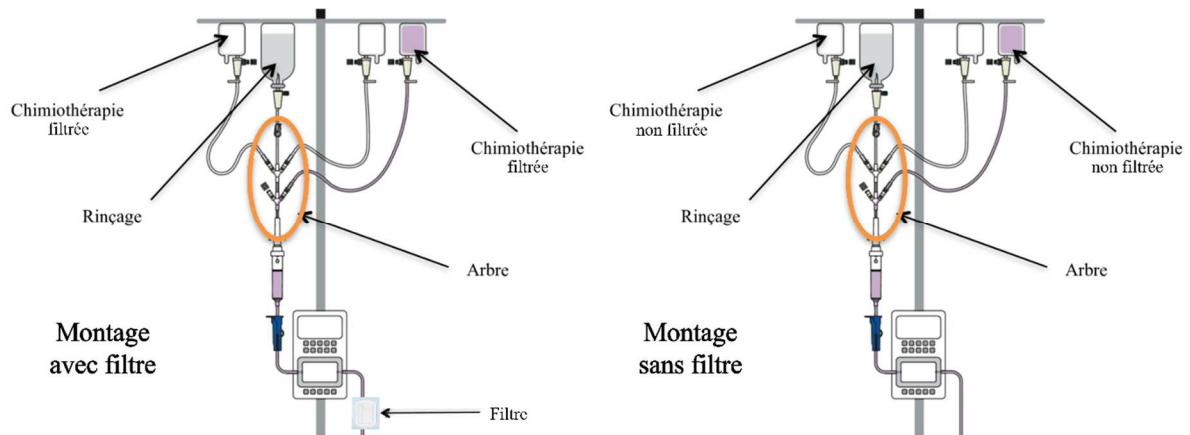 Chimiothérapie
filtrée
Rinçage
Chimiothérapie
filtrée
Arbre
Montage
avec filtre
Filtre
Chimiothérapie
non filtrée
Rinçage
Chimiothérapie
non filtrée
Arbre
Montage
sans filtre